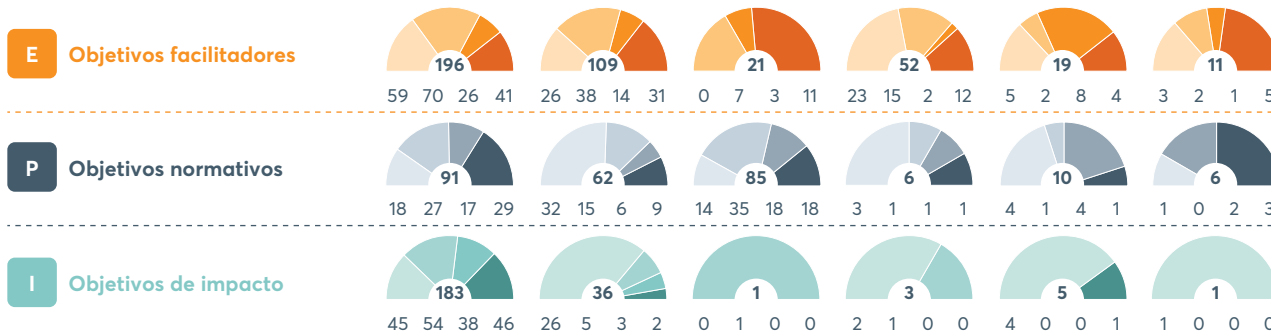 E Objetivos facilitadores 196 109 21 52 19 11
59 70 26 41 26 38 14 31 0 7 3 11 23 15 2 12 5 2 8 4 3 2 1 5
P Objetivos normativos 91 62 85 6 10 6
18 27 17 29 32 15 6 9 14 35 18 18 3 1 1 1 4 1 4 1 1 0 2 3
I Objetivos de impacto 183 36 1 3 5 1
45 54 38 46 26 5 3 2 0 1 0 0 2 1 0 0 4 0 0 1 1 0 0 0